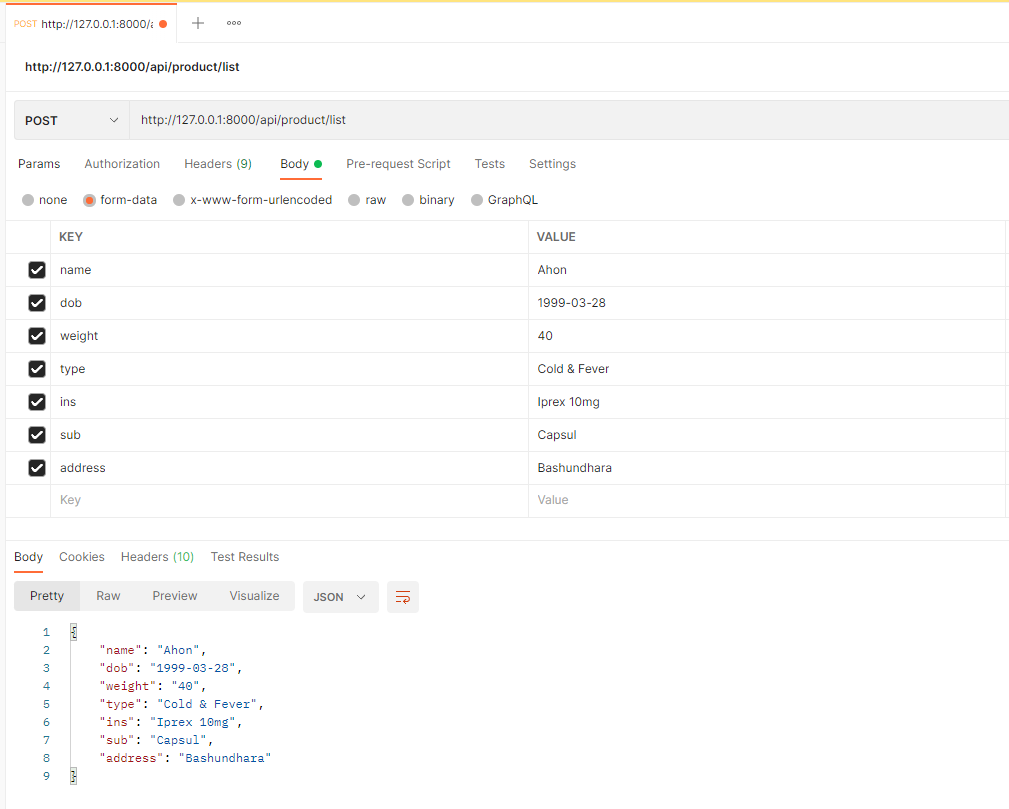 POST http://127.0.0.1:8000/a
http://127.0.0.1:8000/api/product/list
POST http://127.0.0.1:8000/api/product/list
Params Authorization Headers (9) Body Pre-request Script Tests Settings
none form-data x-www-form-urlencoded raw binary GraphQL
KEY VALUE
name Ahon
dob 1999-03-28
weight 40
type Cold & Fever
ins Iprex 10mg
sub Capsul
address Bashundhara
Key Value
Body Cookies Headers (10) Test Results
Pretty Raw Preview Visualize JSON
1 {
2 "name": "Ahon",
3 "dob": "1999-03-28",
4 "weight": "40",
5 "type": "Cold & Fever",
6 "ins": "Iprex 10mg",
7 "sub": "Capsul",
8 "address": "Bashundhara"
9 }